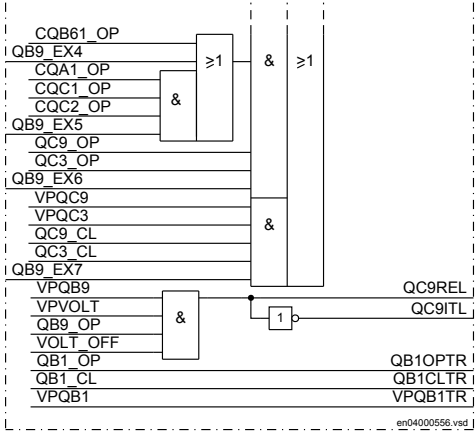 CQB61_OP
QB9_EX4
≥1
&
≥1
CQA1_OP
CQC1_OP
&
CQC2_OP
QB9_EX5
QC9_OP
QC3_OP
QB9_EX6
VPQC9
VPQC3
&
QC9_CL
QC3_CL
QB9_EX7
VPQB9
QC9REL
VPVOLT
QC9ITL
&
1
QB9_OP
VOLT_OFF
QB1_OP
QB1OPTR
QB1_CL
QB1CLTR
VPQB1
VPQB1TR
en04000556.vsd